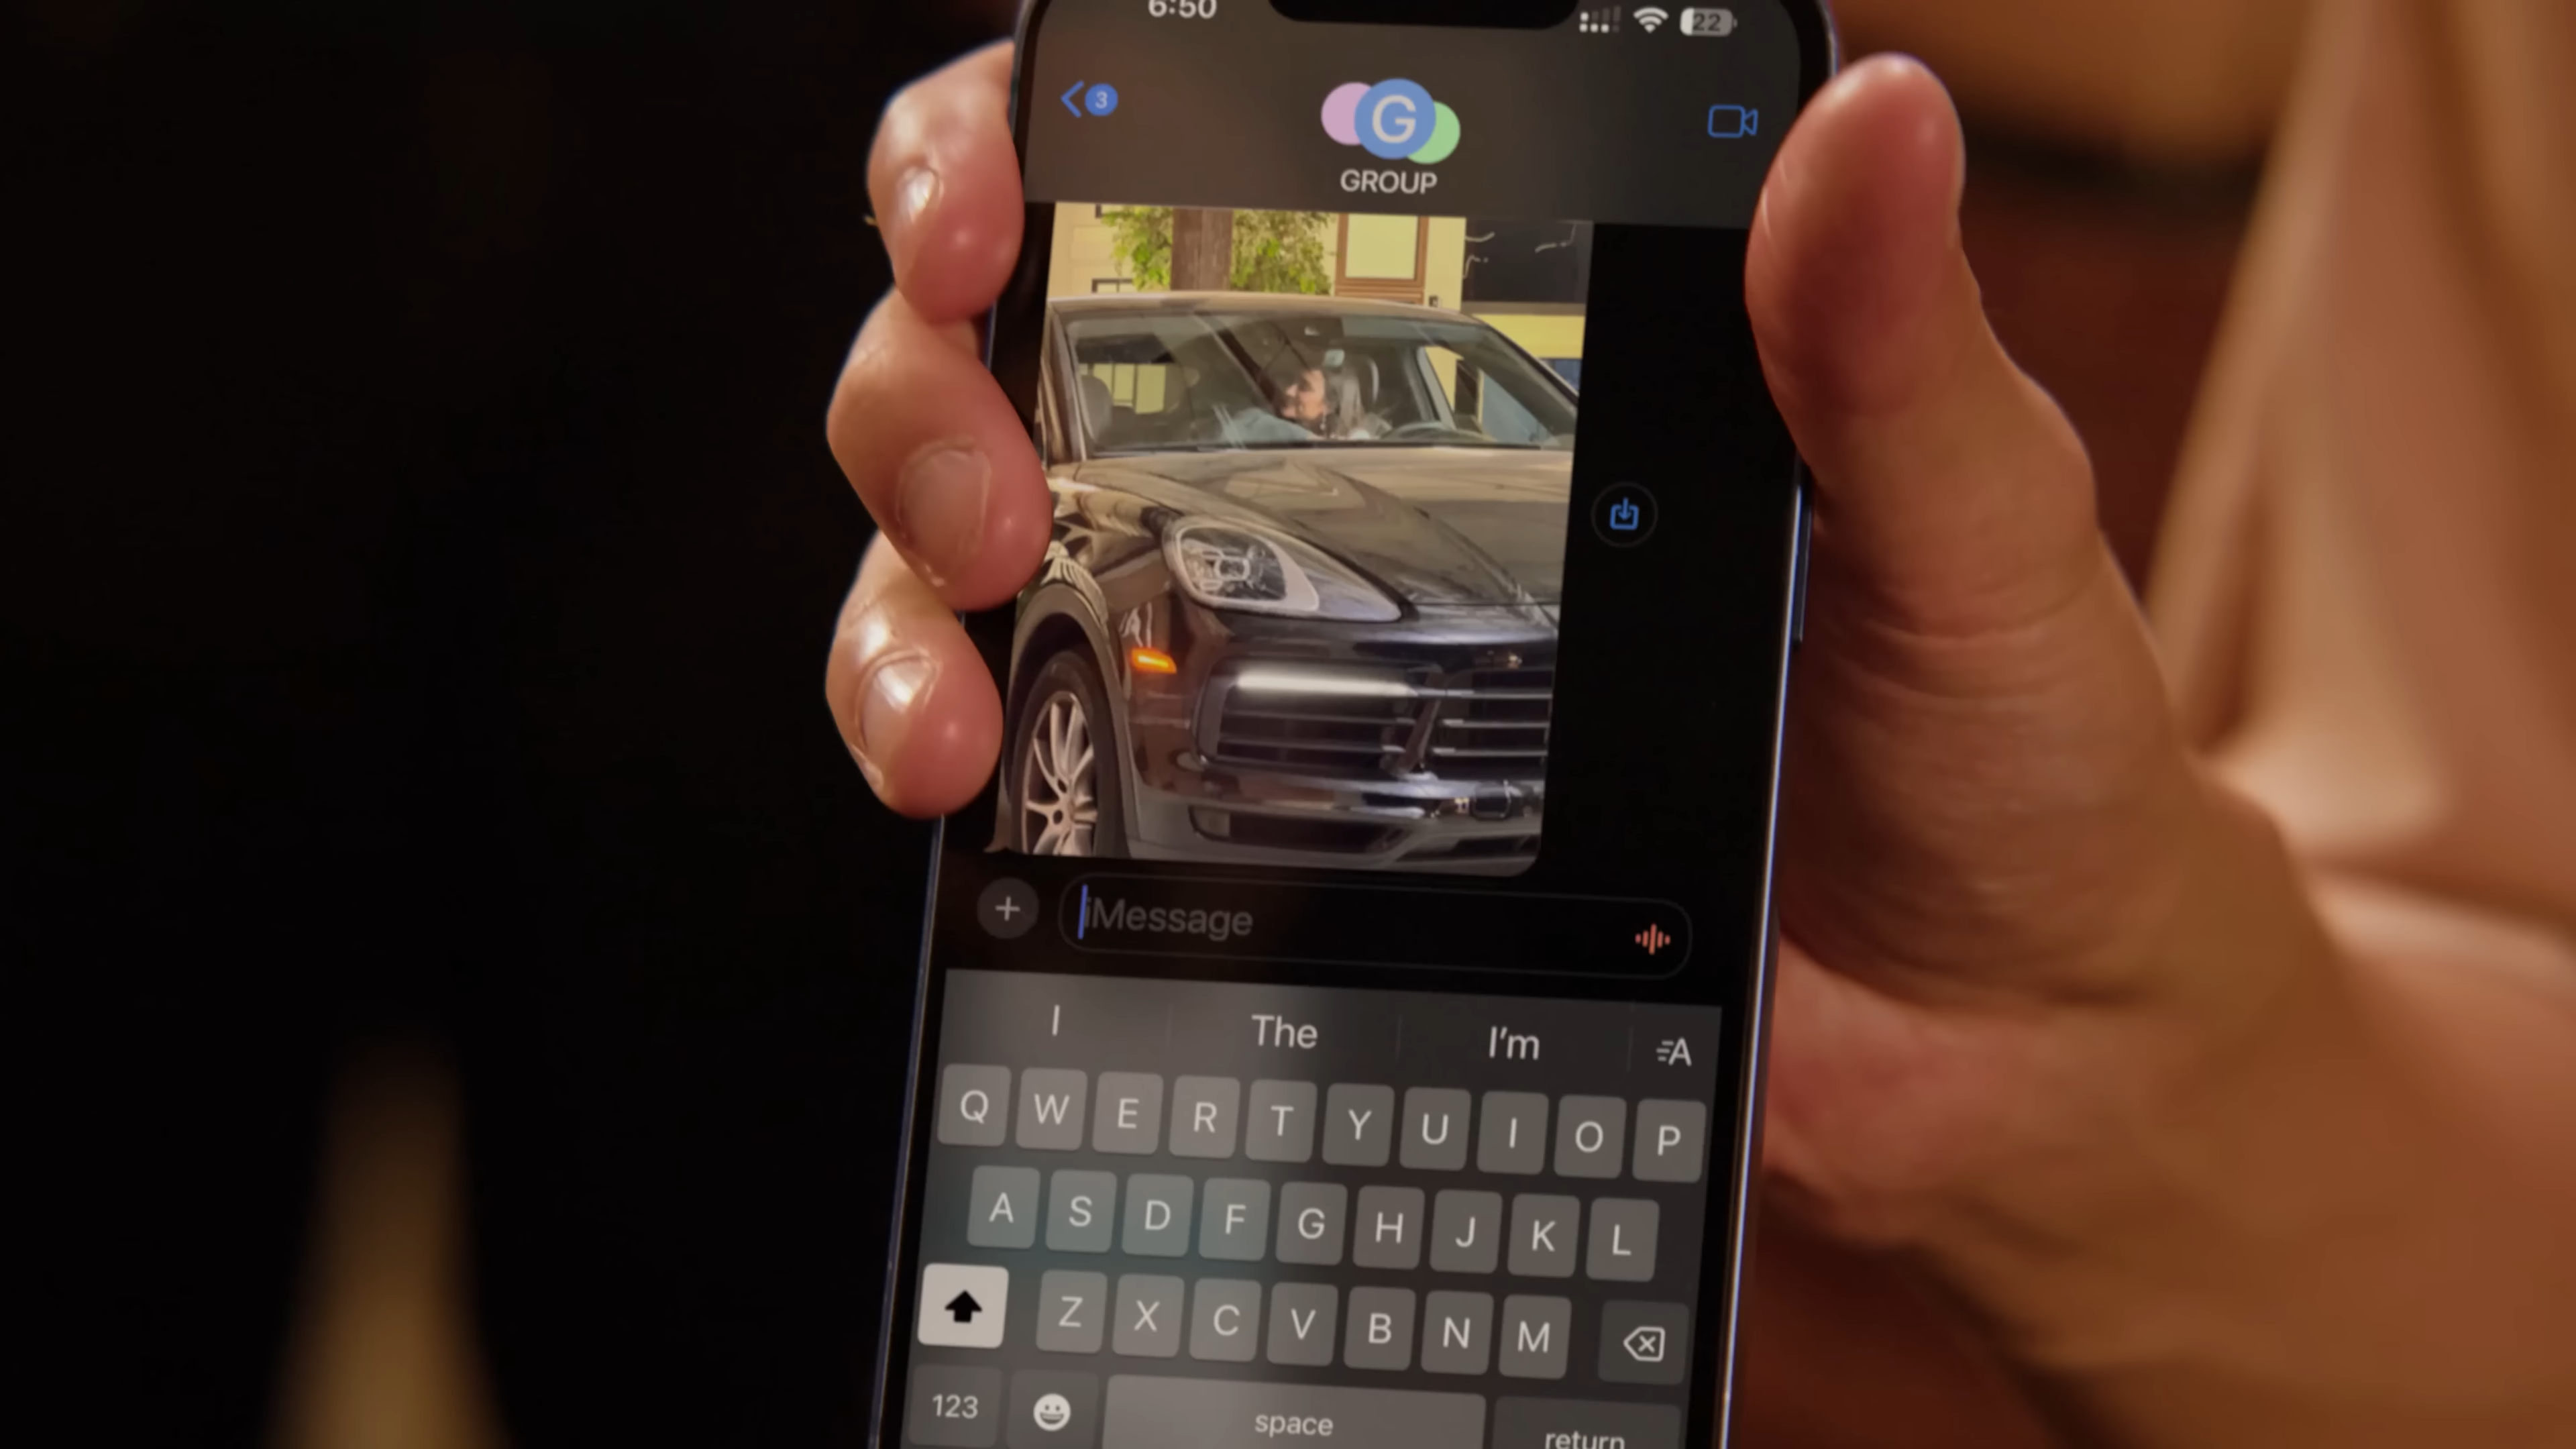 6:50
22
3
G
GROUP
iMessage
I The I'm
A
Q W E R T Y U I O P
A S D F G H J K L
Z X C V B N M
123 space return